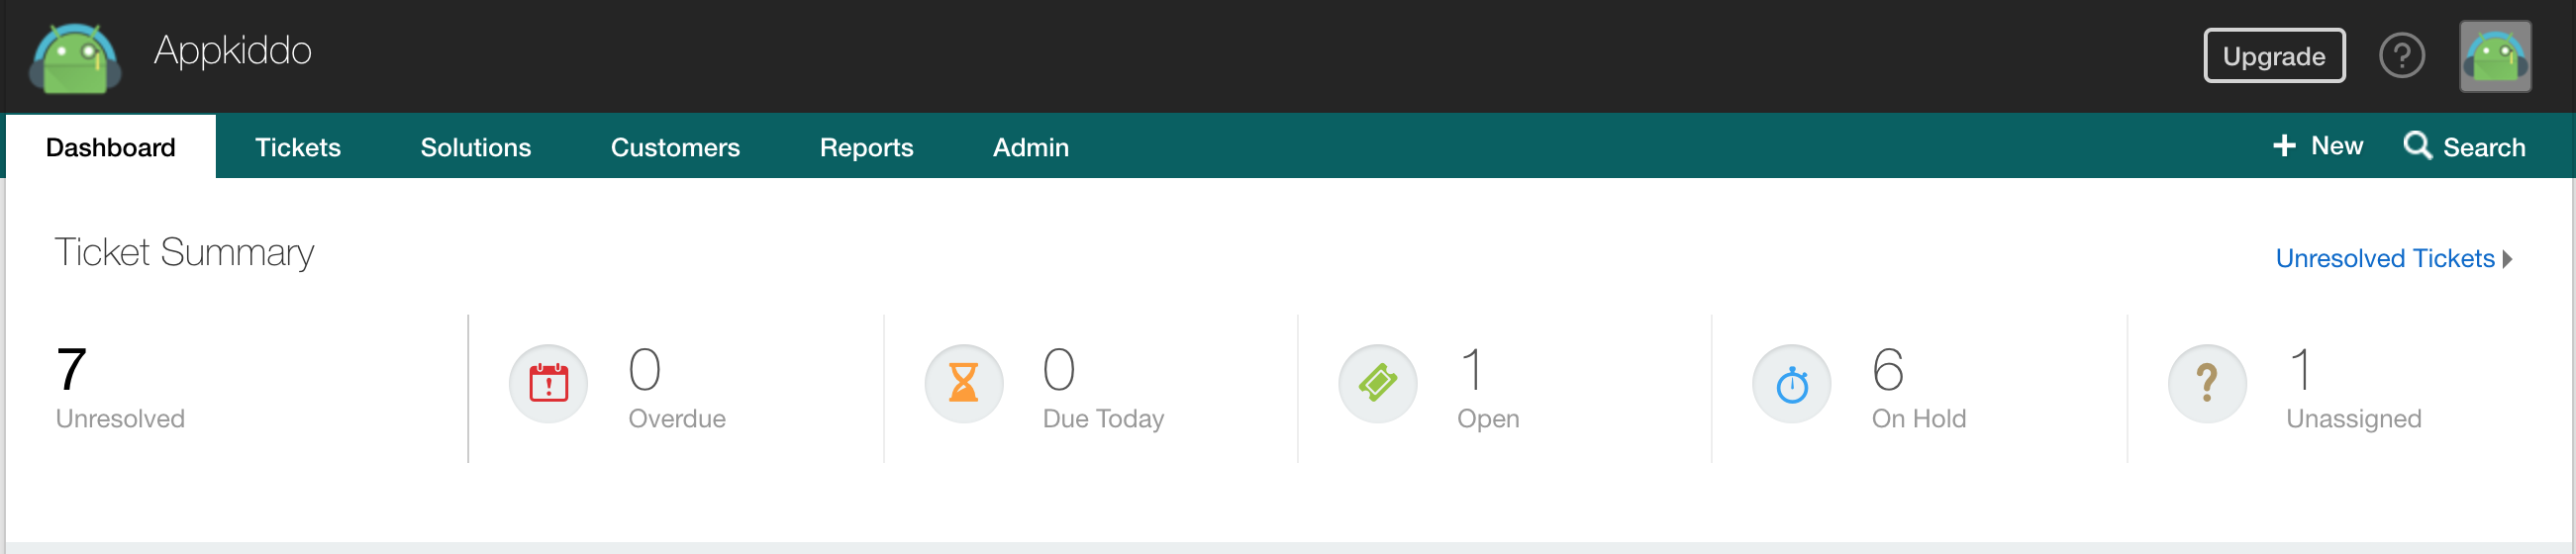 Appkiddo
Upgrade
?
Dashboard Tickets Solutions Customers Reports Admin
+ New Search
Ticket Summary
Unresolved Tickets
7
Unresolved
!
0
Overdue
0
Due Today
1
Open
6
On Hold
?
1
Unassigned